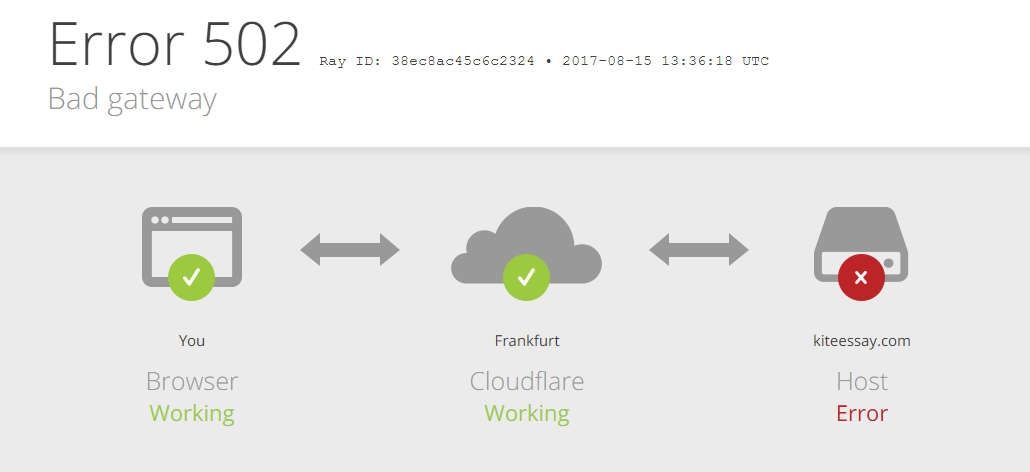 Error 502 Ray ID: 38ec8ac45c6c2324 • 2017-08-15 13:36:18 UTC
Bad gateway
You
Frankfurt
kiteessay.com
Browser
Cloudflare
Host
Working
Working
Error